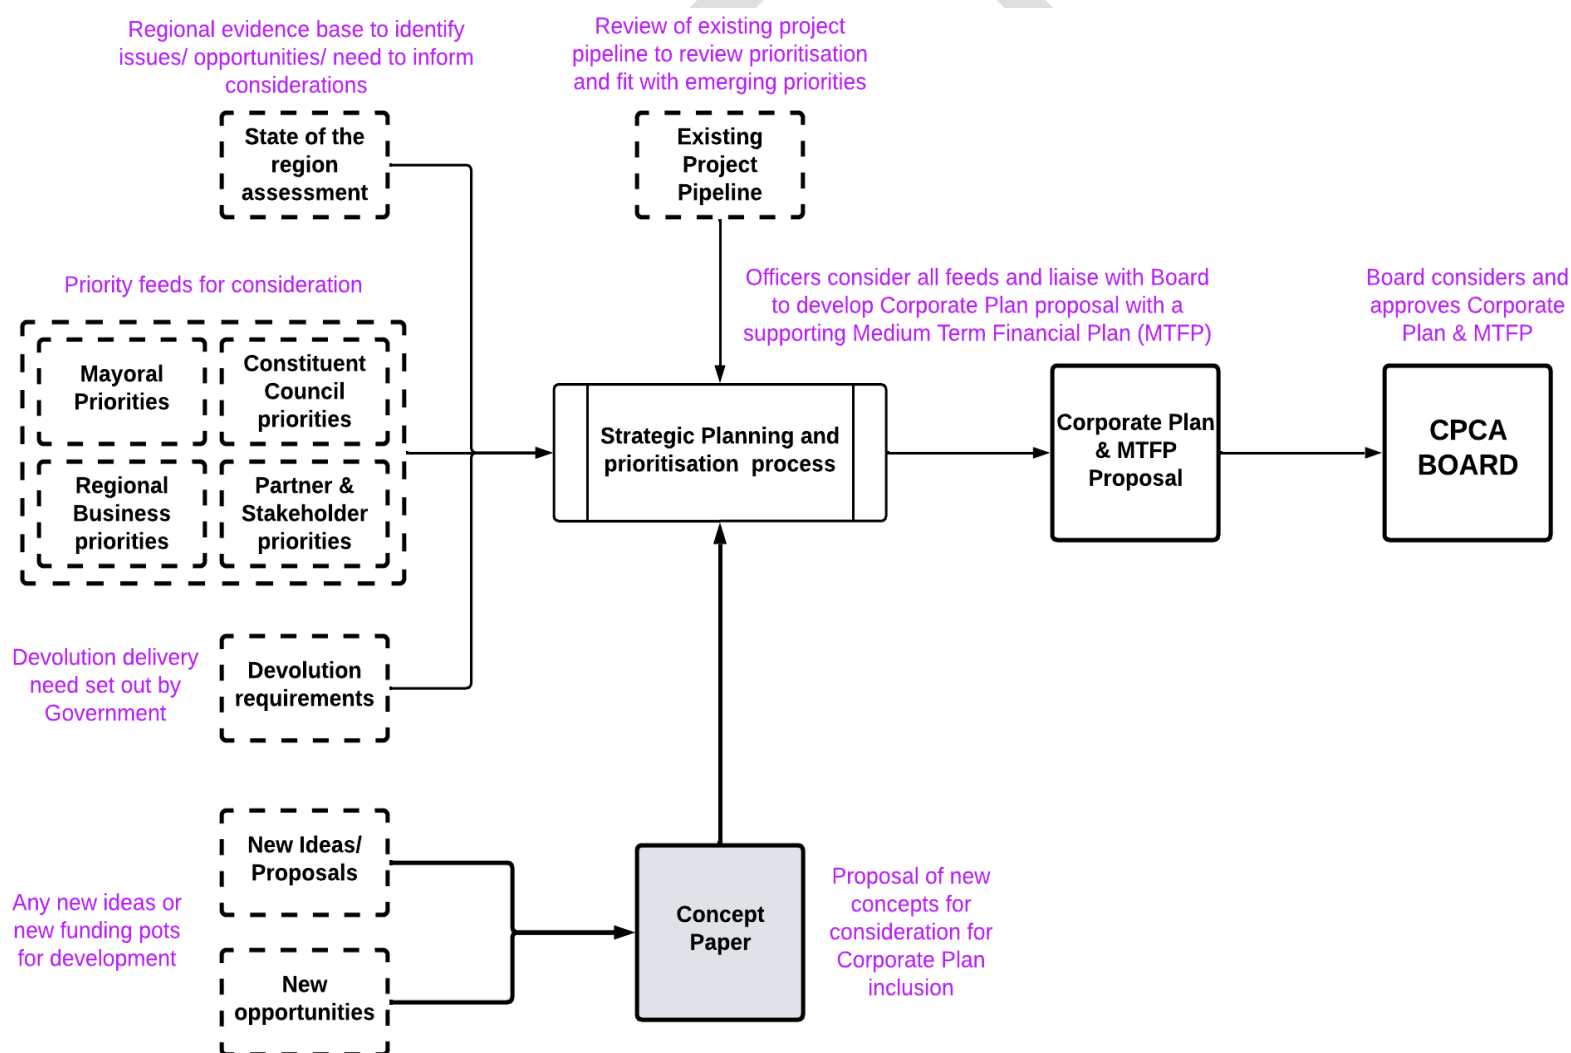 Regional evidence base to identify
issues/ opportunities/ need to inform
considerations
Review of existing project
pipeline to review prioritisation
and fit with emerging priorities
State of the
region
assessment
Existing
Project
Pipeline
Priority feeds for consideration
Officers consider all feeds and liaise with Board
to develop Corporate Plan proposal with a
supporting Medium Term Financial Plan (MTFP)
Board considers and
approves Corporate
Plan & MTFP
Mayoral
Priorities
Constituent
Council
priorities
Regional
Business
priorities
Partner &
Stakeholder
priorities
Strategic Planning and
prioritisation process
Corporate Plan
& MTFP
Proposal
CPCA
BOARD
Devolution delivery
need set out by
Government
Devolution
requirements
New Ideas/
Proposals
Any new ideas or
new funding pots
for development
New
opportunities
Concept
Paper
Proposal of new
concepts for
consideration for
Corporate Plan
inclusion